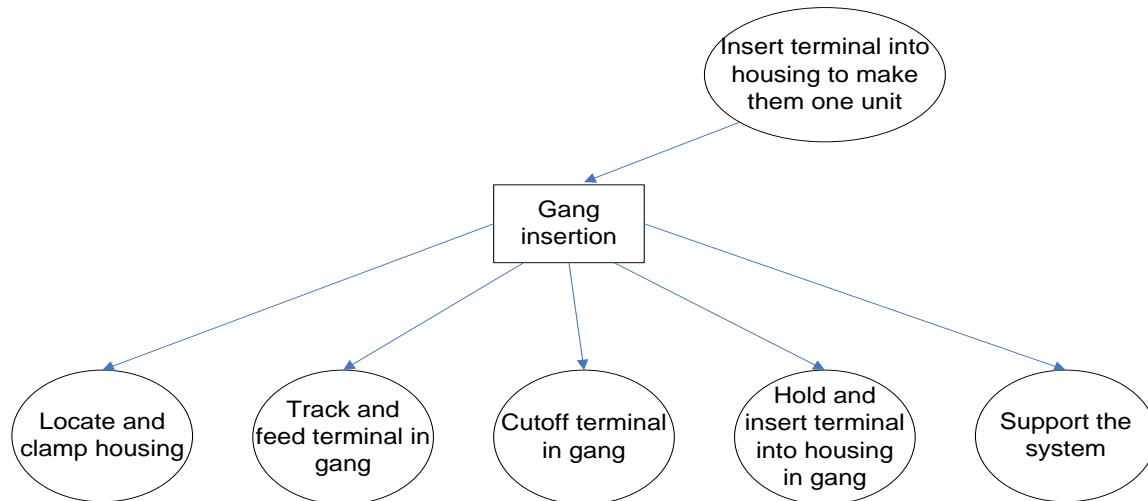 Insert terminal into
housing to make
them one unit
Gang
insertion
Locate and
clamp housing
Track and
feed terminal in
gang
Cutoff terminal
in gang
Hold and
insert terminal
into housing
in gang
Support the
system